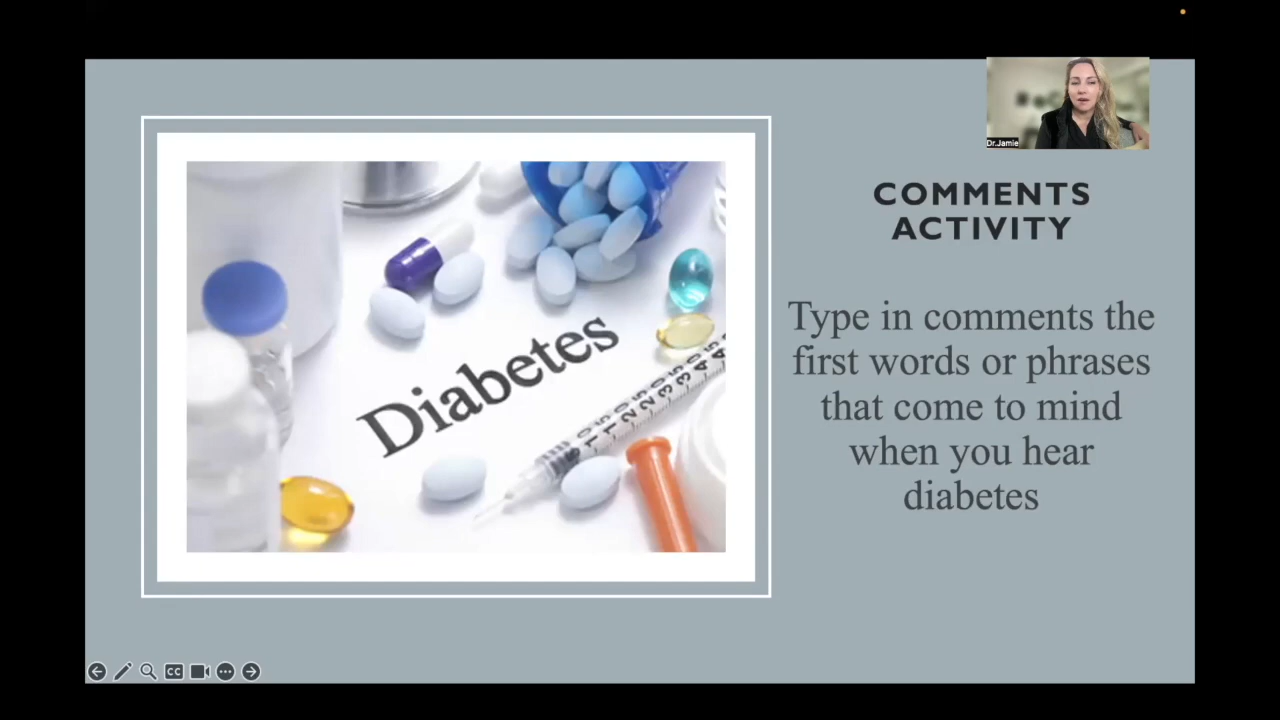 Dr.Jamie
COMMENTS
ACTIVITY
Type in comments the
first words or phrases
that come to mind
when you hear
diabetes
Diabetes
CC